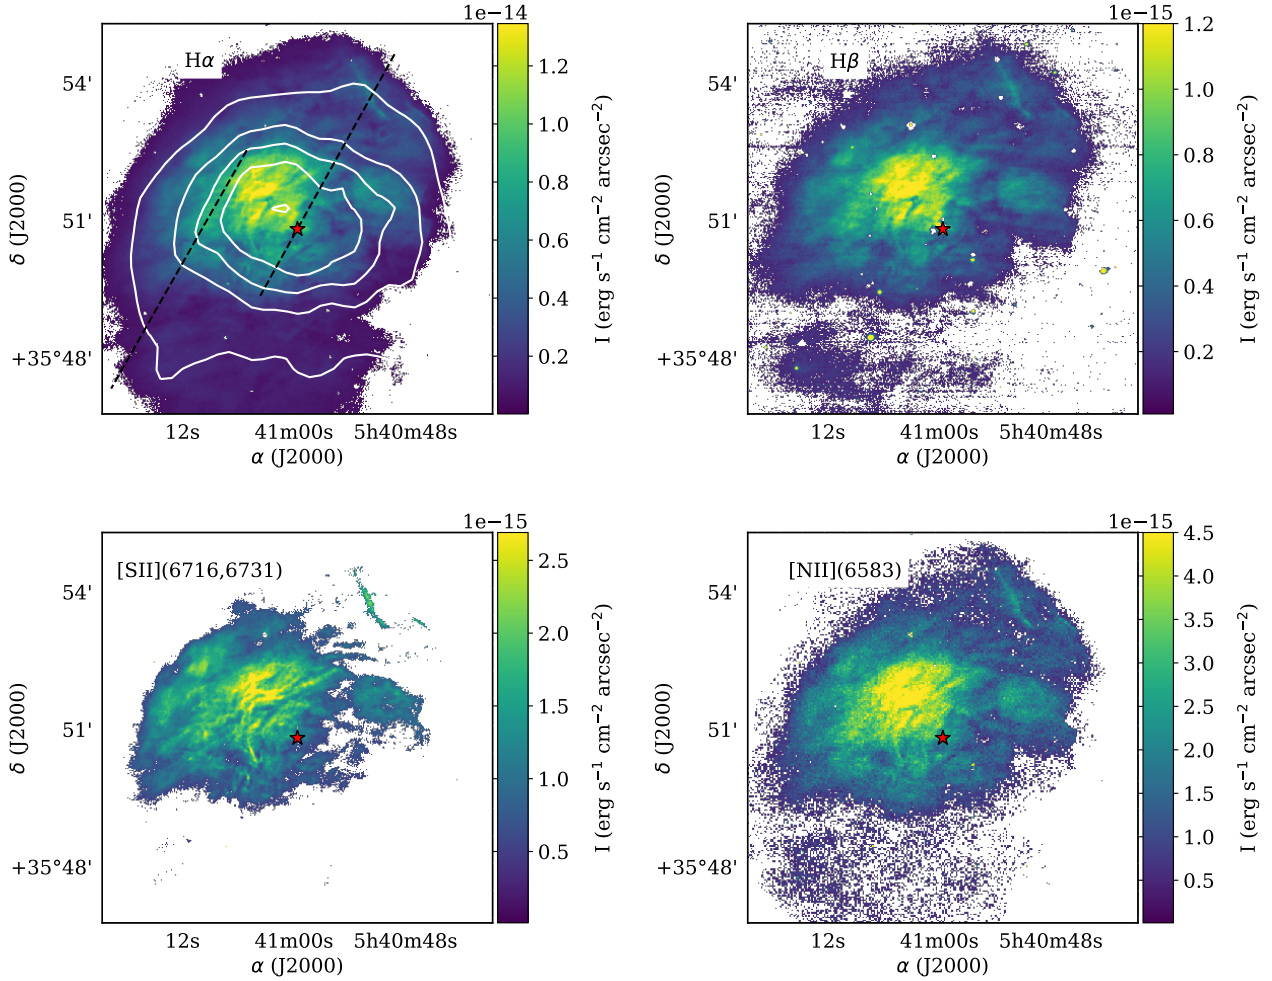 1e−14
Hα
54'
51'
+35°48'
δ (J2000)
12s
41m00s
5h40m48s
α (J2000)
1.2
1.0
0.8
0.6
0.4
0.2
I (erg s⁻¹ cm⁻² arcsec⁻²)
1e−15
Hβ
54'
51'
+35°48'
δ (J2000)
12s
41m00s
5h40m48s
α (J2000)
1.2
1.0
0.8
0.6
0.4
0.2
I (erg s⁻¹ cm⁻² arcsec⁻²)
1e−15
[SII](6716,6731)
54'
51'
+35°48'
δ (J2000)
12s
41m00s
5h40m48s
α (J2000)
2.5
2.0
1.5
1.0
0.5
I (erg s⁻¹ cm⁻² arcsec⁻²)
1e−15
[NII](6583)
54'
51'
+35°48'
δ (J2000)
12s
41m00s
5h40m48s
α (J2000)
4.5
4.0
3.5
3.0
2.5
2.0
1.5
1.0
0.5
I (erg s⁻¹ cm⁻² arcsec⁻²)